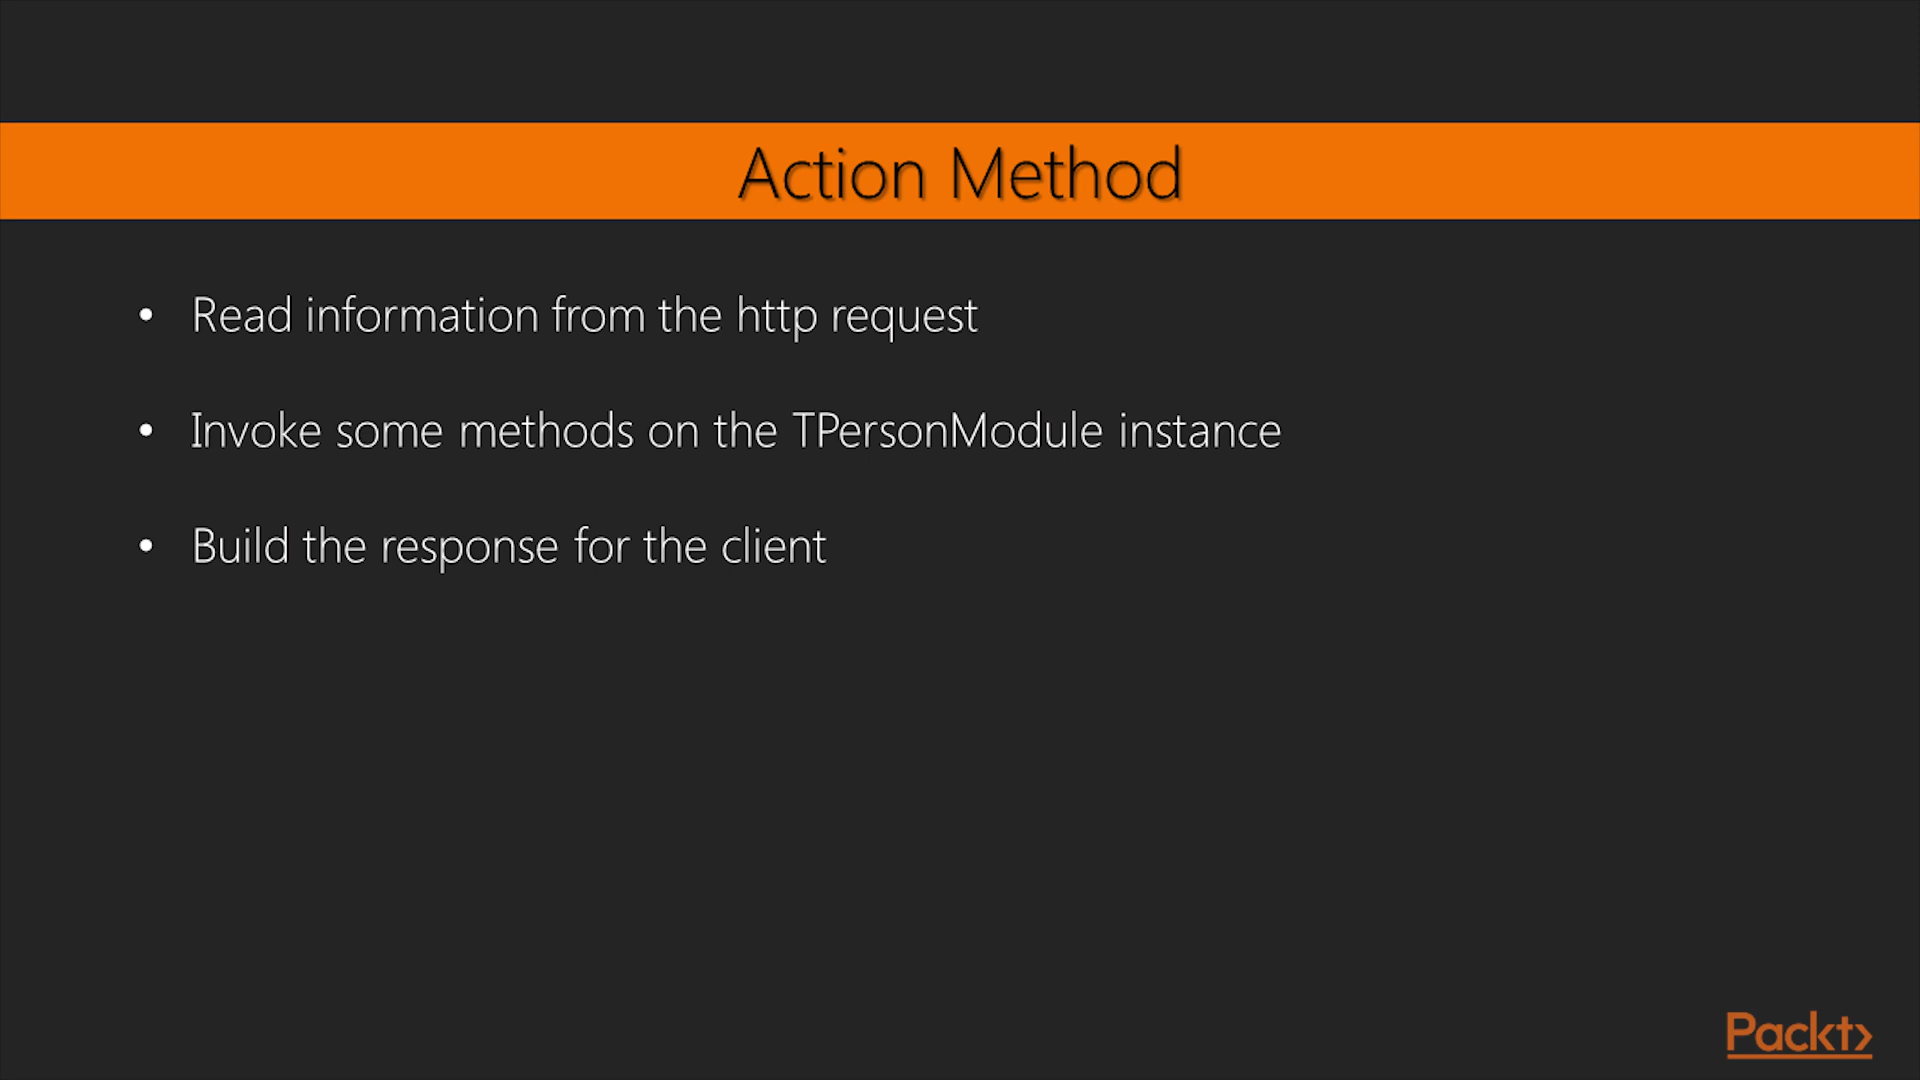 Action Method
• Read information from the http request
• Invoke some methods on the TPersonModule instance
• Build the response for the client
Packt>